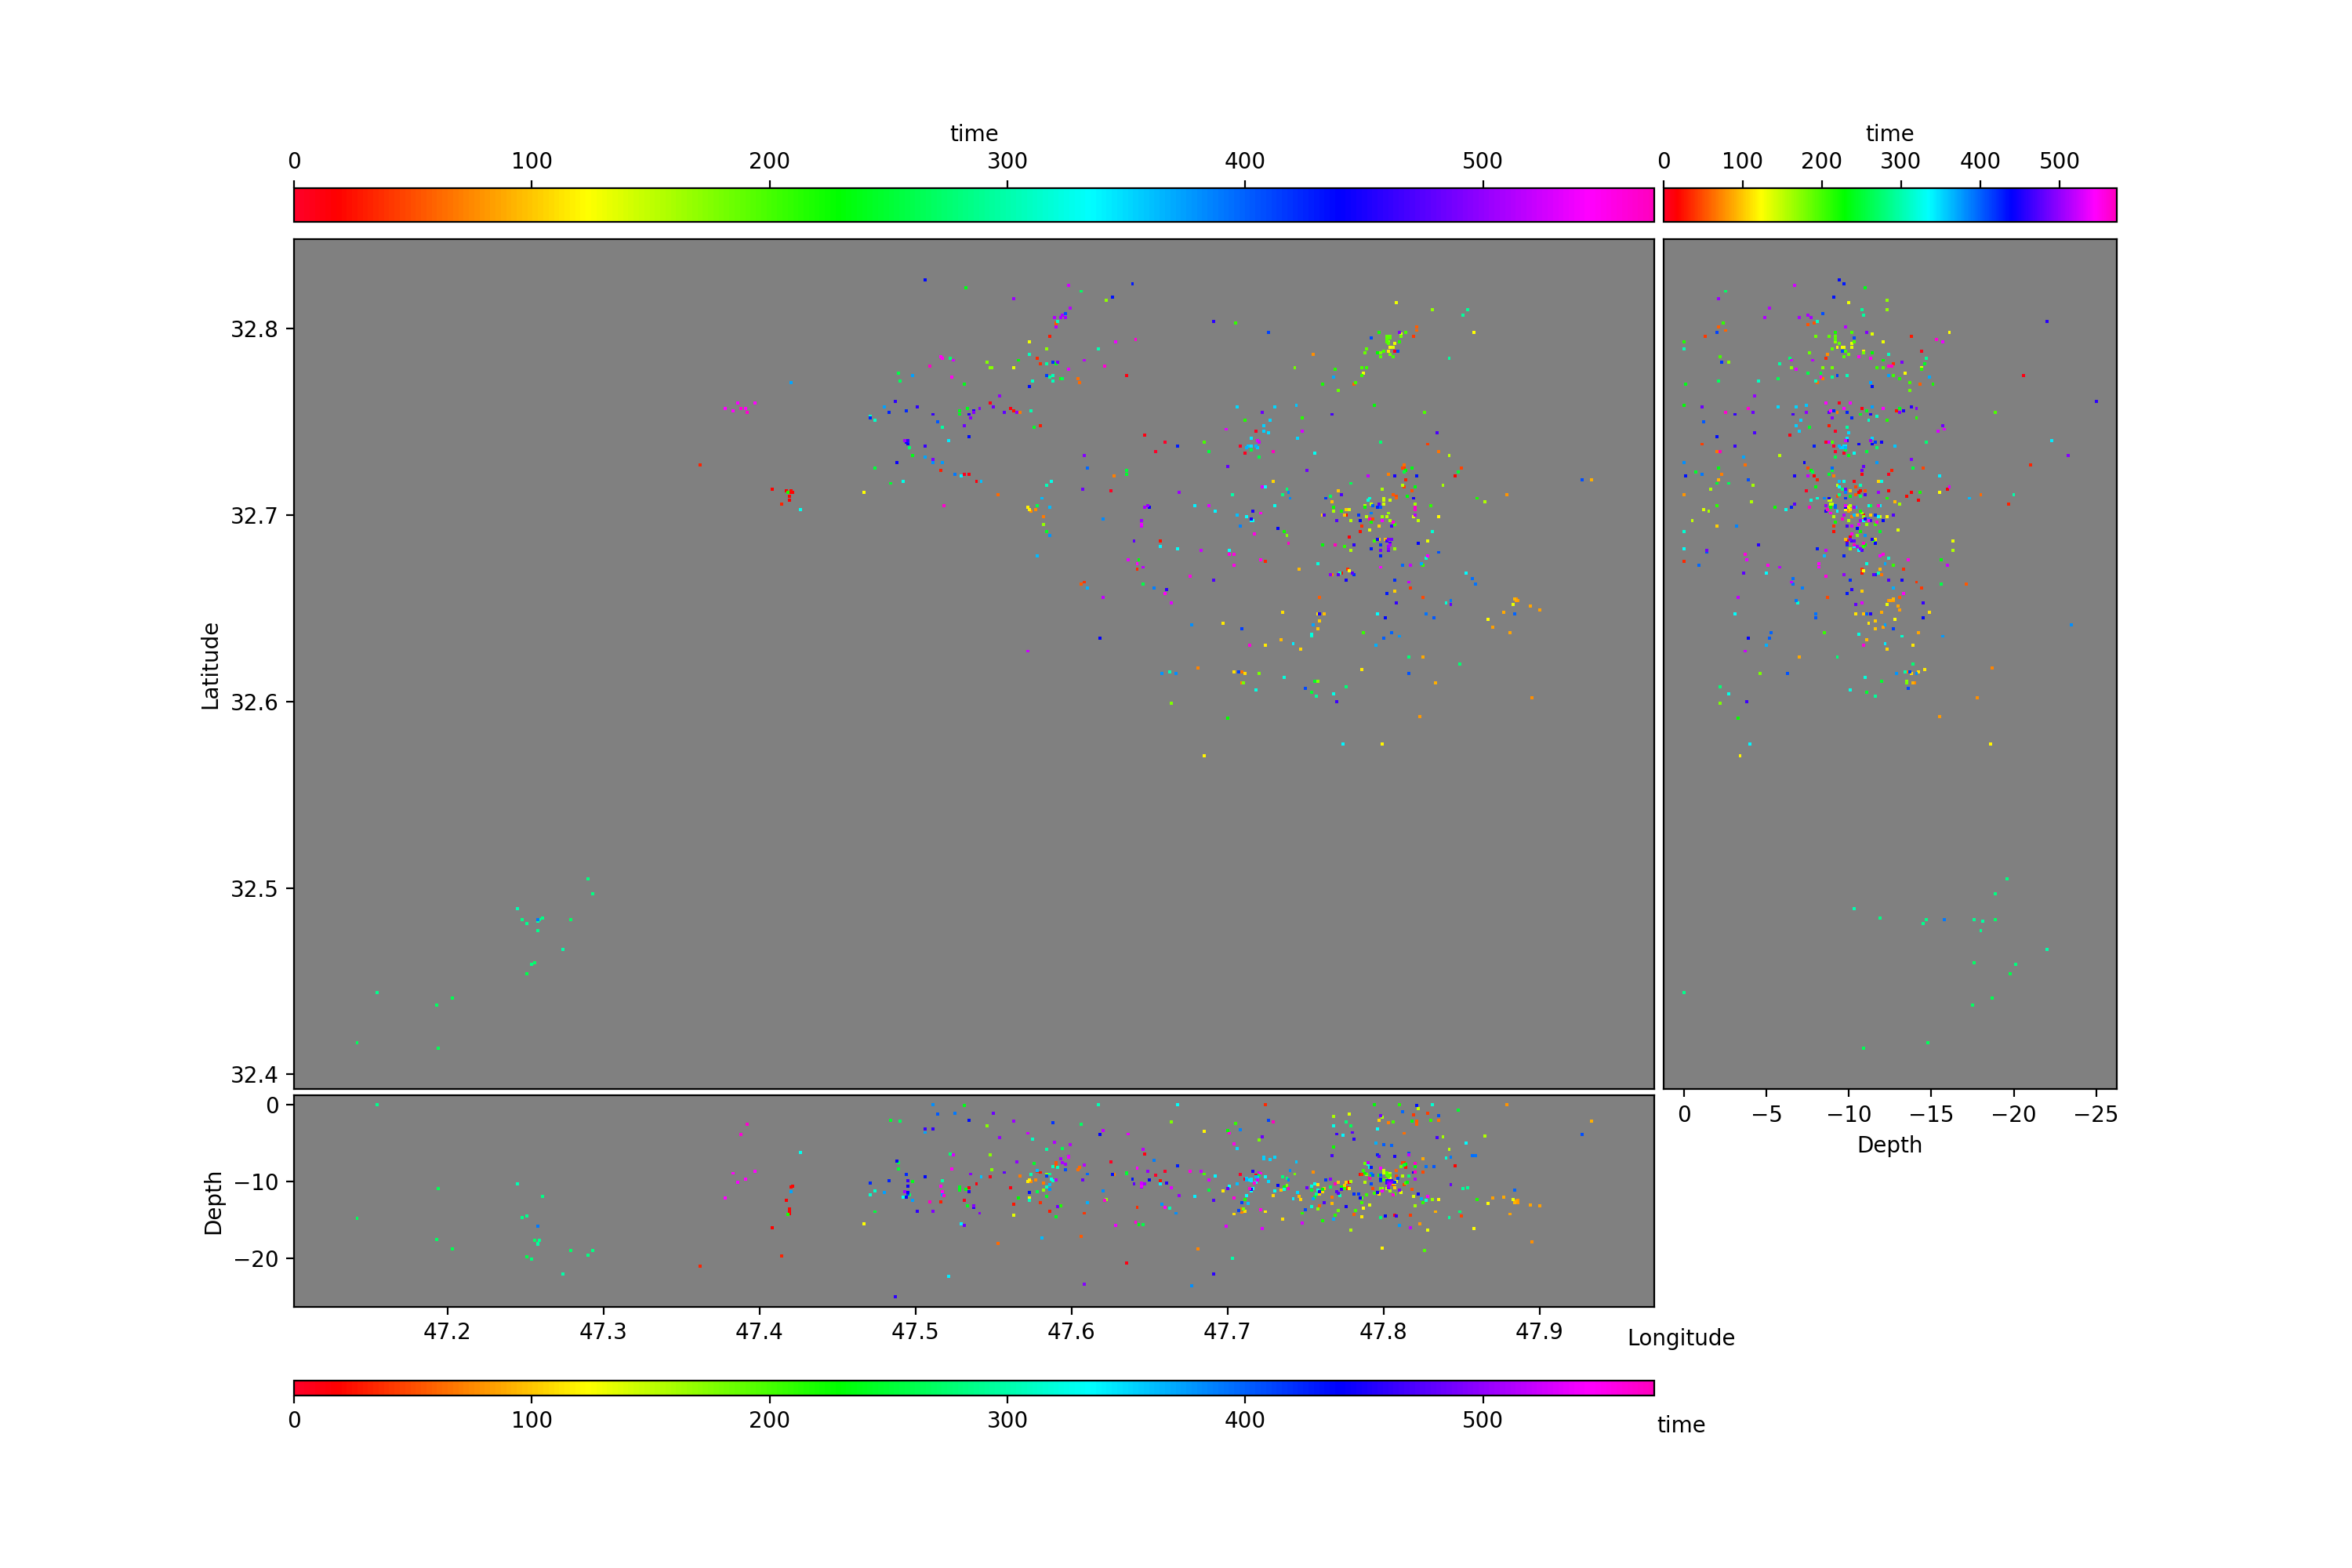 time time
0 100 200 300 400 500 0 100 200 300 400 500
32.8
32.7
Latitude
32.6
32.5
32.4
0 −5 −10 −15 −20 −25
Depth
0
−10
Depth
−20
47.2 47.3 47.4 47.5 47.6 47.7 47.8 47.9
Longitude
0 100 200 300 400 500
time